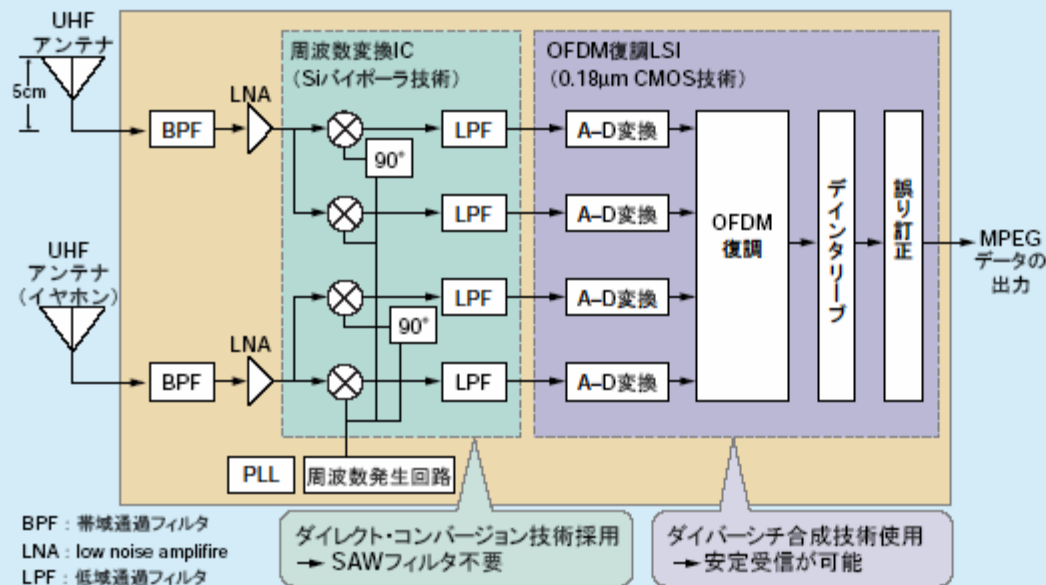 UHF
アンテナ
5cm
BPF
LNA
周波数変換IC
(Siバイポーラ技術)
90°
LPF
LPF
OFDM復調LSI
(0.18μm CMOS技術)
A–D変換
A–D変換
OFDM
復調
デインタリーブ
誤り訂正
MPEG
データの
出力
UHF
アンテナ
(イヤホン)
BPF
LNA
90°
LPF
LPF
A–D変換
A–D変換
PLL
周波数発生回路
ダイレクト・コンバージョン技術採用
→ SAWフィルタ不要
ダイバーシチ合成技術使用
→ 安定受信が可能
BPF : 帯域通過フィルタ
LNA : low noise amplifire
LPF : 低域通過フィルタ